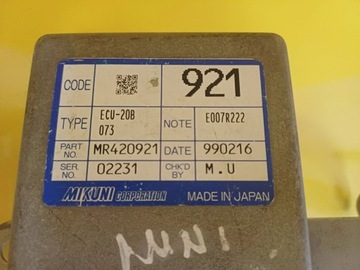 CODE 921
TYPE ECU-20B 073 NOTE E007R222
PART NO. MR420921 DATE 990216
SER. NO. 02231 CHK'D BY M.U
MIKUNI CORPORATION MADE IN JAPAN